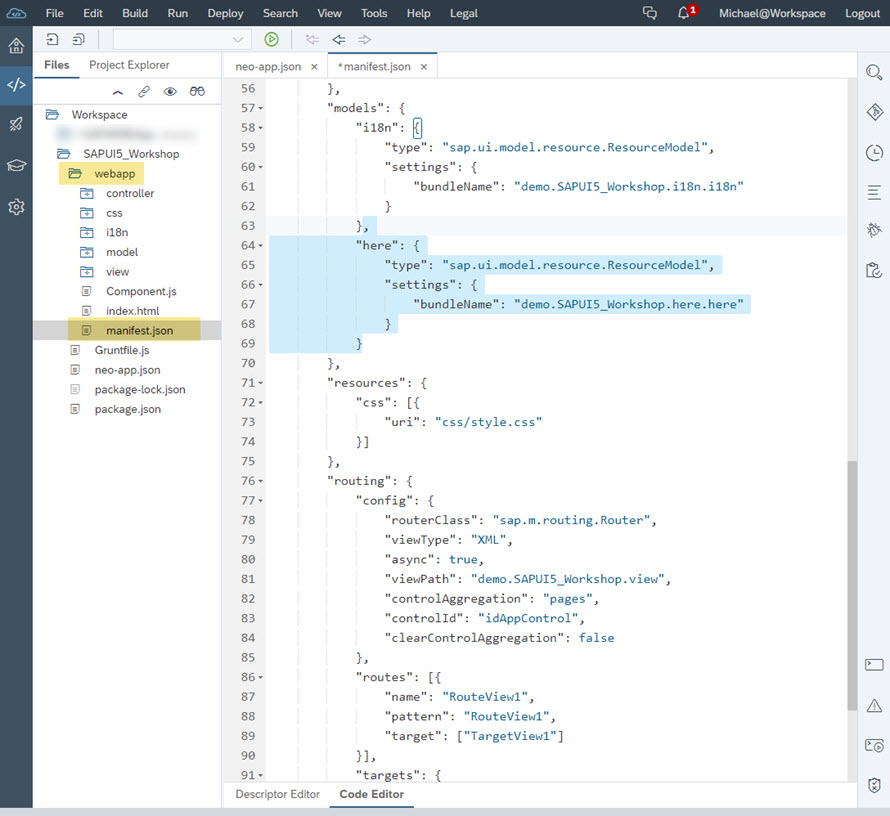 File Edit Build Run Deploy Search View Tools Help Legal 1 Michael@Workspace Logout
Files Project Explorer
neo-app.json × *manifest.json ×
Workspace
SAPUI5_Workshop
webapp
controller
css
i18n
model
view
Component.js
index.html
manifest.json
Gruntfile.js
neo-app.json
package-lock.json
package.json
56 },
57 "models": {
58 "i18n": {
59 "type": "sap.ui.model.resource.ResourceModel",
60 "settings": {
61 "bundleName": "demo.SAPUI5_Workshop.i18n.i18n"
62 }
63 },
64 "here": {
65 "type": "sap.ui.model.resource.ResourceModel",
66 "settings": {
67 "bundleName": "demo.SAPUI5_Workshop.here.here"
68 }
69 }
70 },
71 "resources": {
72 "css": [{
73 "uri": "css/style.css"
74 }]
75 },
76 "routing": {
77 "config": {
78 "routerClass": "sap.m.routing.Router",
79 "viewType": "XML",
80 "async": true,
81 "viewPath": "demo.SAPUI5_Workshop.view",
82 "controlAggregation": "pages",
83 "controlId": "idAppControl",
84 "clearControlAggregation": false
85 },
86 "routes": [{
87 "name": "RouteView1",
88 "pattern": "RouteView1",
89 "target": ["TargetView1"]
90 }],
91 "targets": {
Descriptor Editor Code Editor